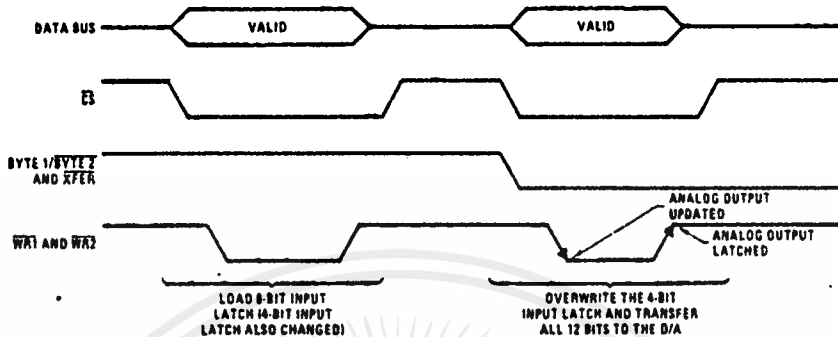 DATA BUS
VALID
VALID
CS
BYTE 1/BYTE 2
AND XFER
ANALOG OUTPUT
UPDATED
WR1 AND WR2
ANALOG OUTPUT
LATCHED
LOAD 8-BIT INPUT
LATCH (4-BIT INPUT
LATCH ALSO CHANGED)
OVERWRITE THE 4-BIT
INPUT LATCH AND TRANSFER
ALL 12 BITS TO THE D/A